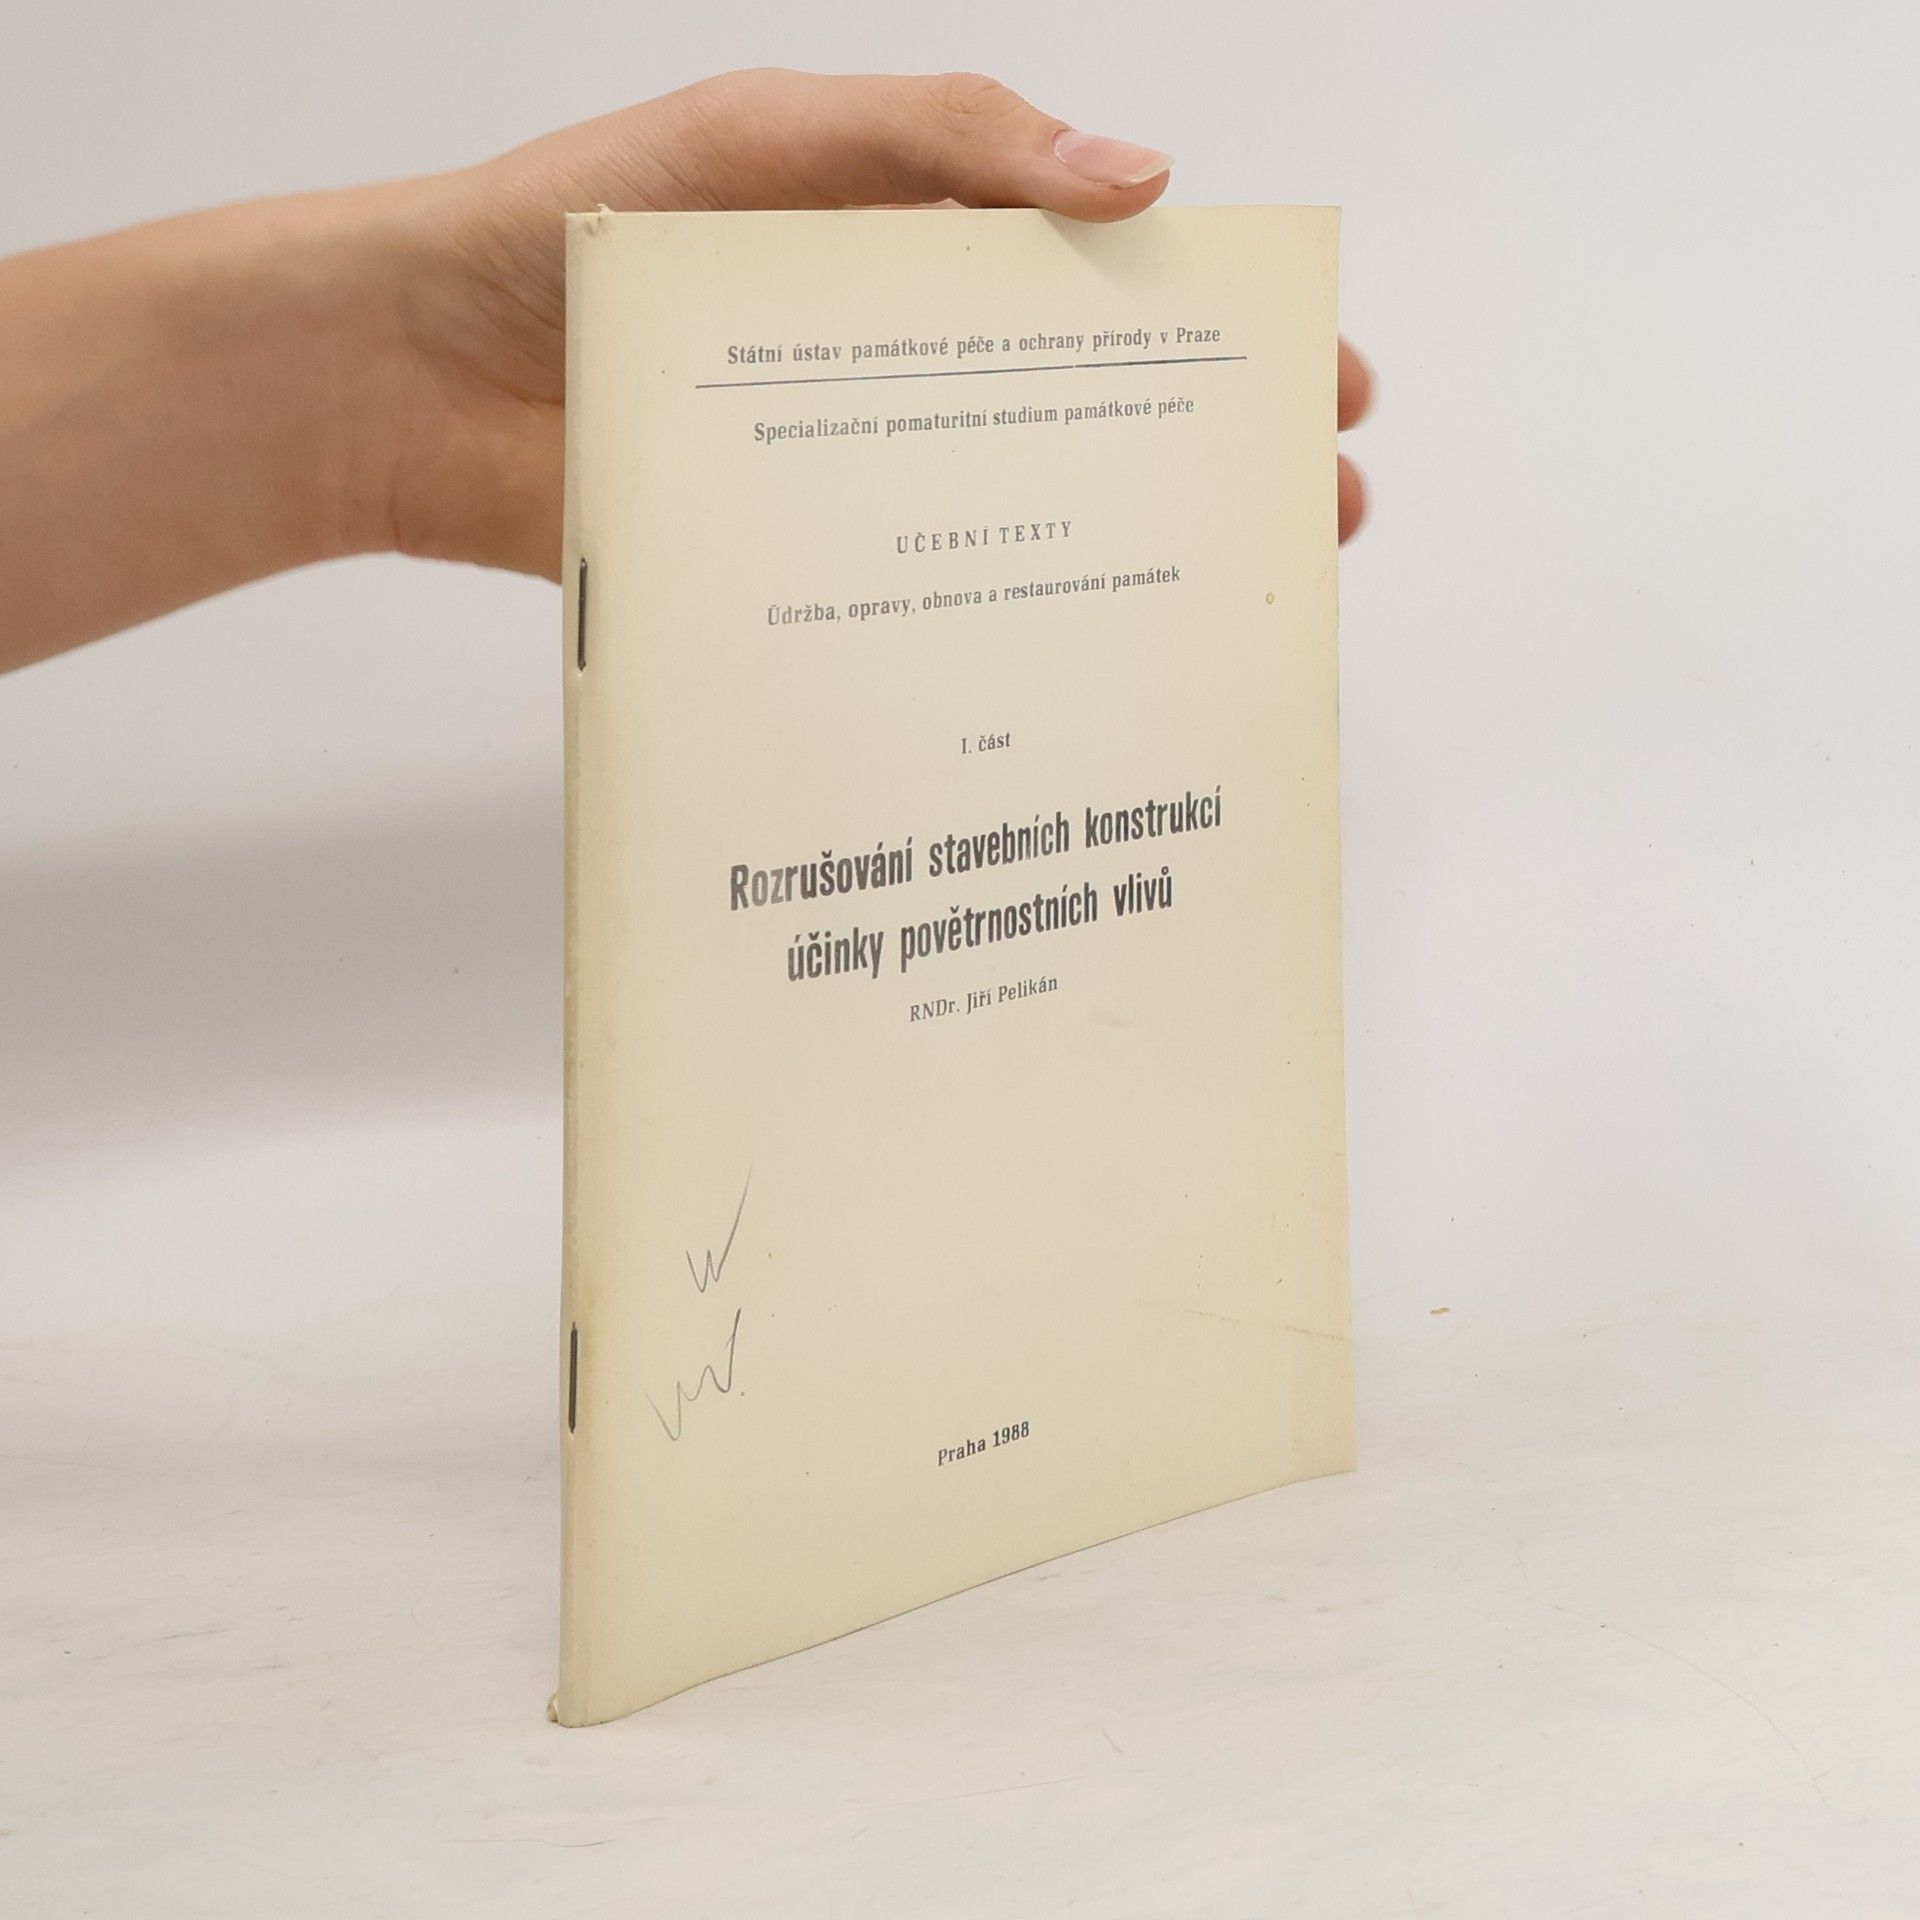 Státní ústav památkové péče a ochrany přírody v Praze
Specializační pomaturitní studium památkové péče
UČEBNÍ TEXTY
Údržba, opravy, obnova a restaurování památek
I. část
Rozrušování stavebních konstrukcí
účinky povětrnostních vlivů
RNDr. Jiří Pelikán
Praha 1988